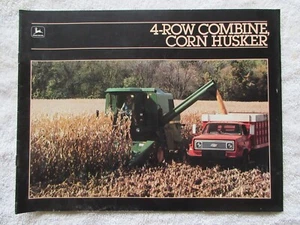 4-ROW COMBINE,
CORN HUSKER